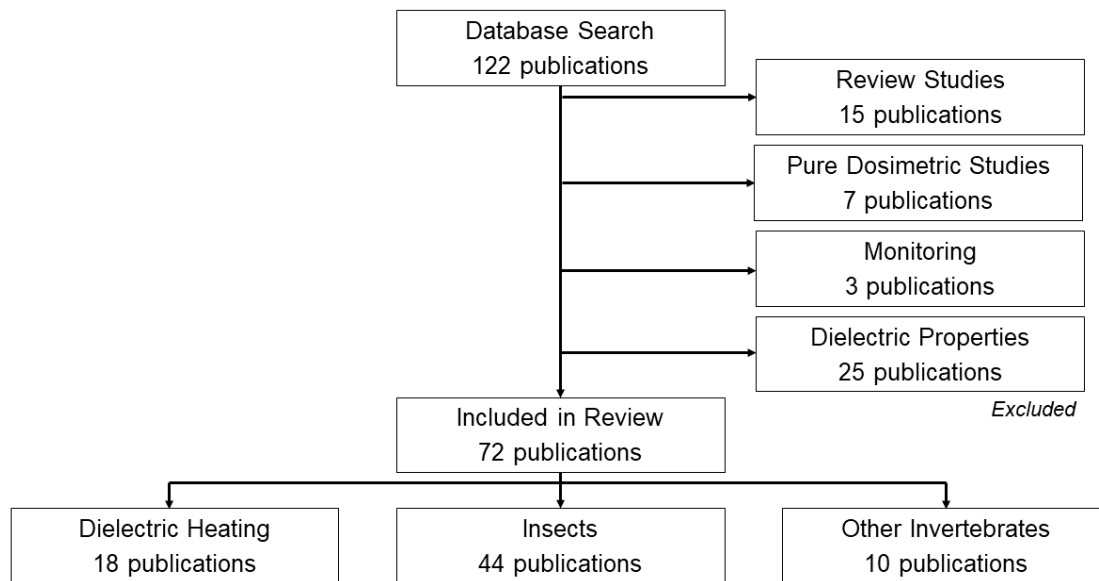 Database Search
122 publications
Review Studies
15 publications
Pure Dosimetric Studies
7 publications
Monitoring
3 publications
Dielectric Properties
25 publications
Excluded
Included in Review
72 publications
Dielectric Heating
18 publications
Insects
44 publications
Other Invertebrates
10 publications